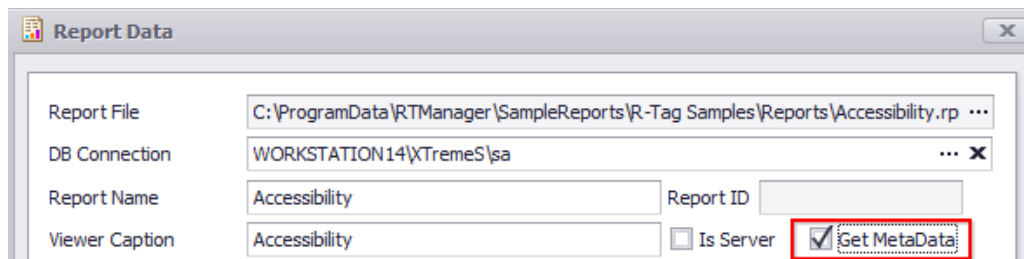 Report Data
Report File C:\ProgramData\RTManager\SampleReports\R-Tag Samples\Reports\Accessibility.rp ...
DB Connection WORKSTATION14\XTremeS\sa ... x
Report Name Accessibility Report ID
Viewer Caption Accessibility Is Server Get MetaData